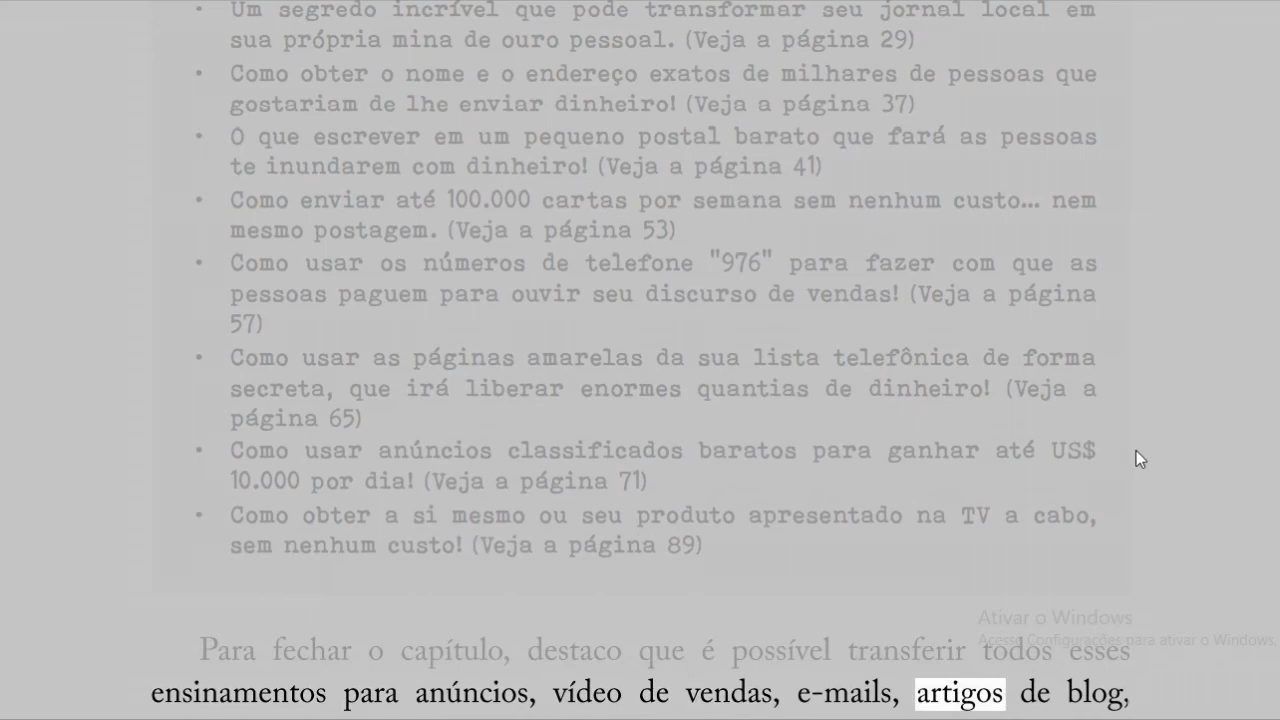 • Um segredo incrível que pode transformar seu jornal local em
sua própria mina de ouro pessoal. (Veja a página 29)
• Como obter o nome e o endereço exatos de milhares de pessoas que
gostariam de lhe enviar dinheiro! (Veja a página 37)
• O que escrever em um pequeno postal barato que fará as pessoas
te inundarem com dinheiro! (Veja a página 41)
• Como enviar até 100.000 cartas por semana sem nenhum custo... nem
mesmo postagem. (Veja a página 53)
• Como usar os números de telefone "976" para fazer com que as
pessoas paguem para ouvir seu discurso de vendas! (Veja a página
57)
• Como usar as páginas amarelas da sua lista telefônica de forma
secreta, que irá liberar enormes quantias de dinheiro! (Veja a
página 65)
• Como usar anúncios classificados baratos para ganhar até US$
10.000 por dia! (Veja a página 71)
• Como obter a si mesmo ou seu produto apresentado na TV a cabo,
sem nenhum custo! (Veja a página 89)
Ativar o Windows
Acesse Configurações para ativar o Windows.
Para fechar o capítulo, destaco que é possível transferir todos esses
ensinamentos para anúncios, vídeo de vendas, e-mails, artigos de blog,